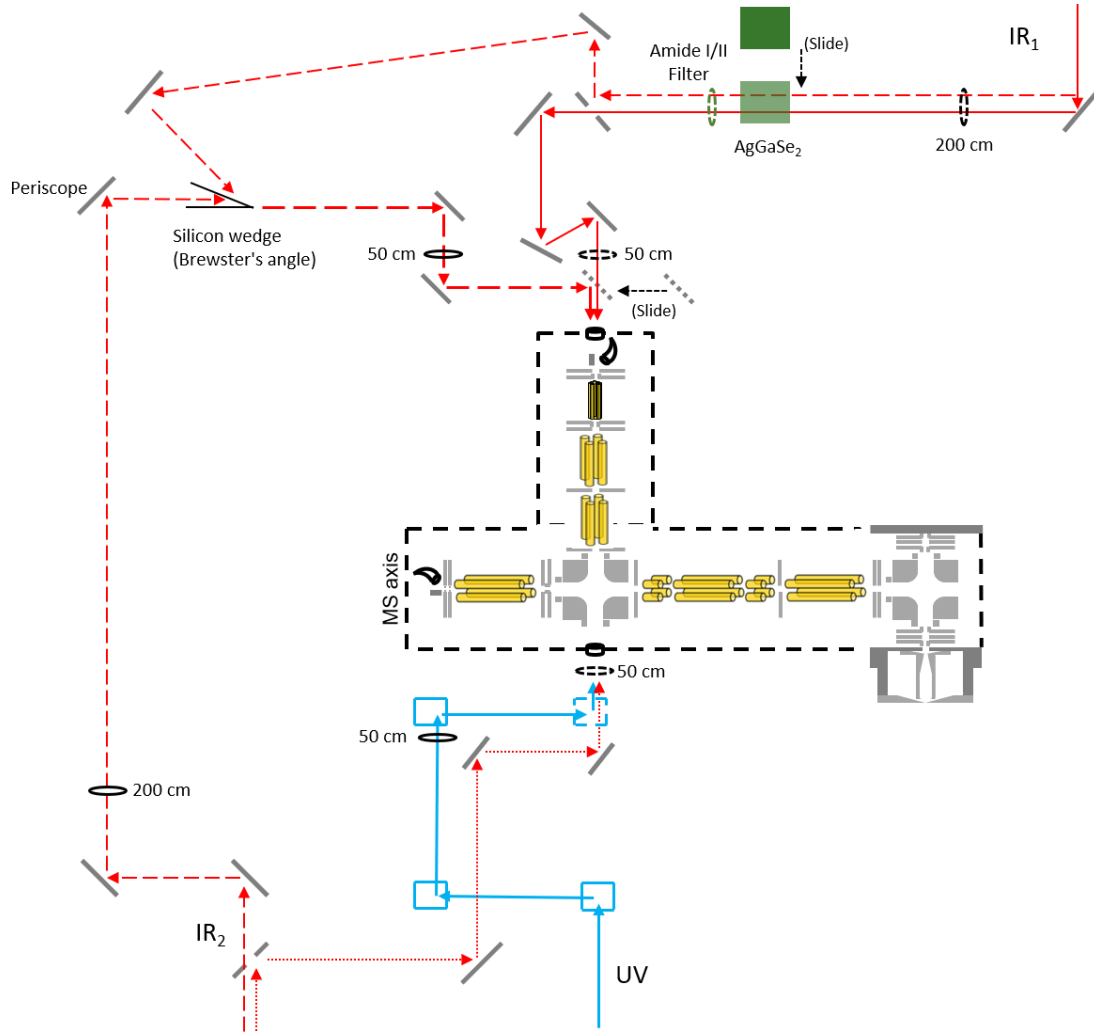 IR₁
(Slide)
Amide I/II
Filter
AgGaSe₂
200 cm
Periscope
Silicon wedge
(Brewster's angle)
50 cm
50 cm
(Slide)
MS axis
50 cm
50 cm
200 cm
IR₂
UV